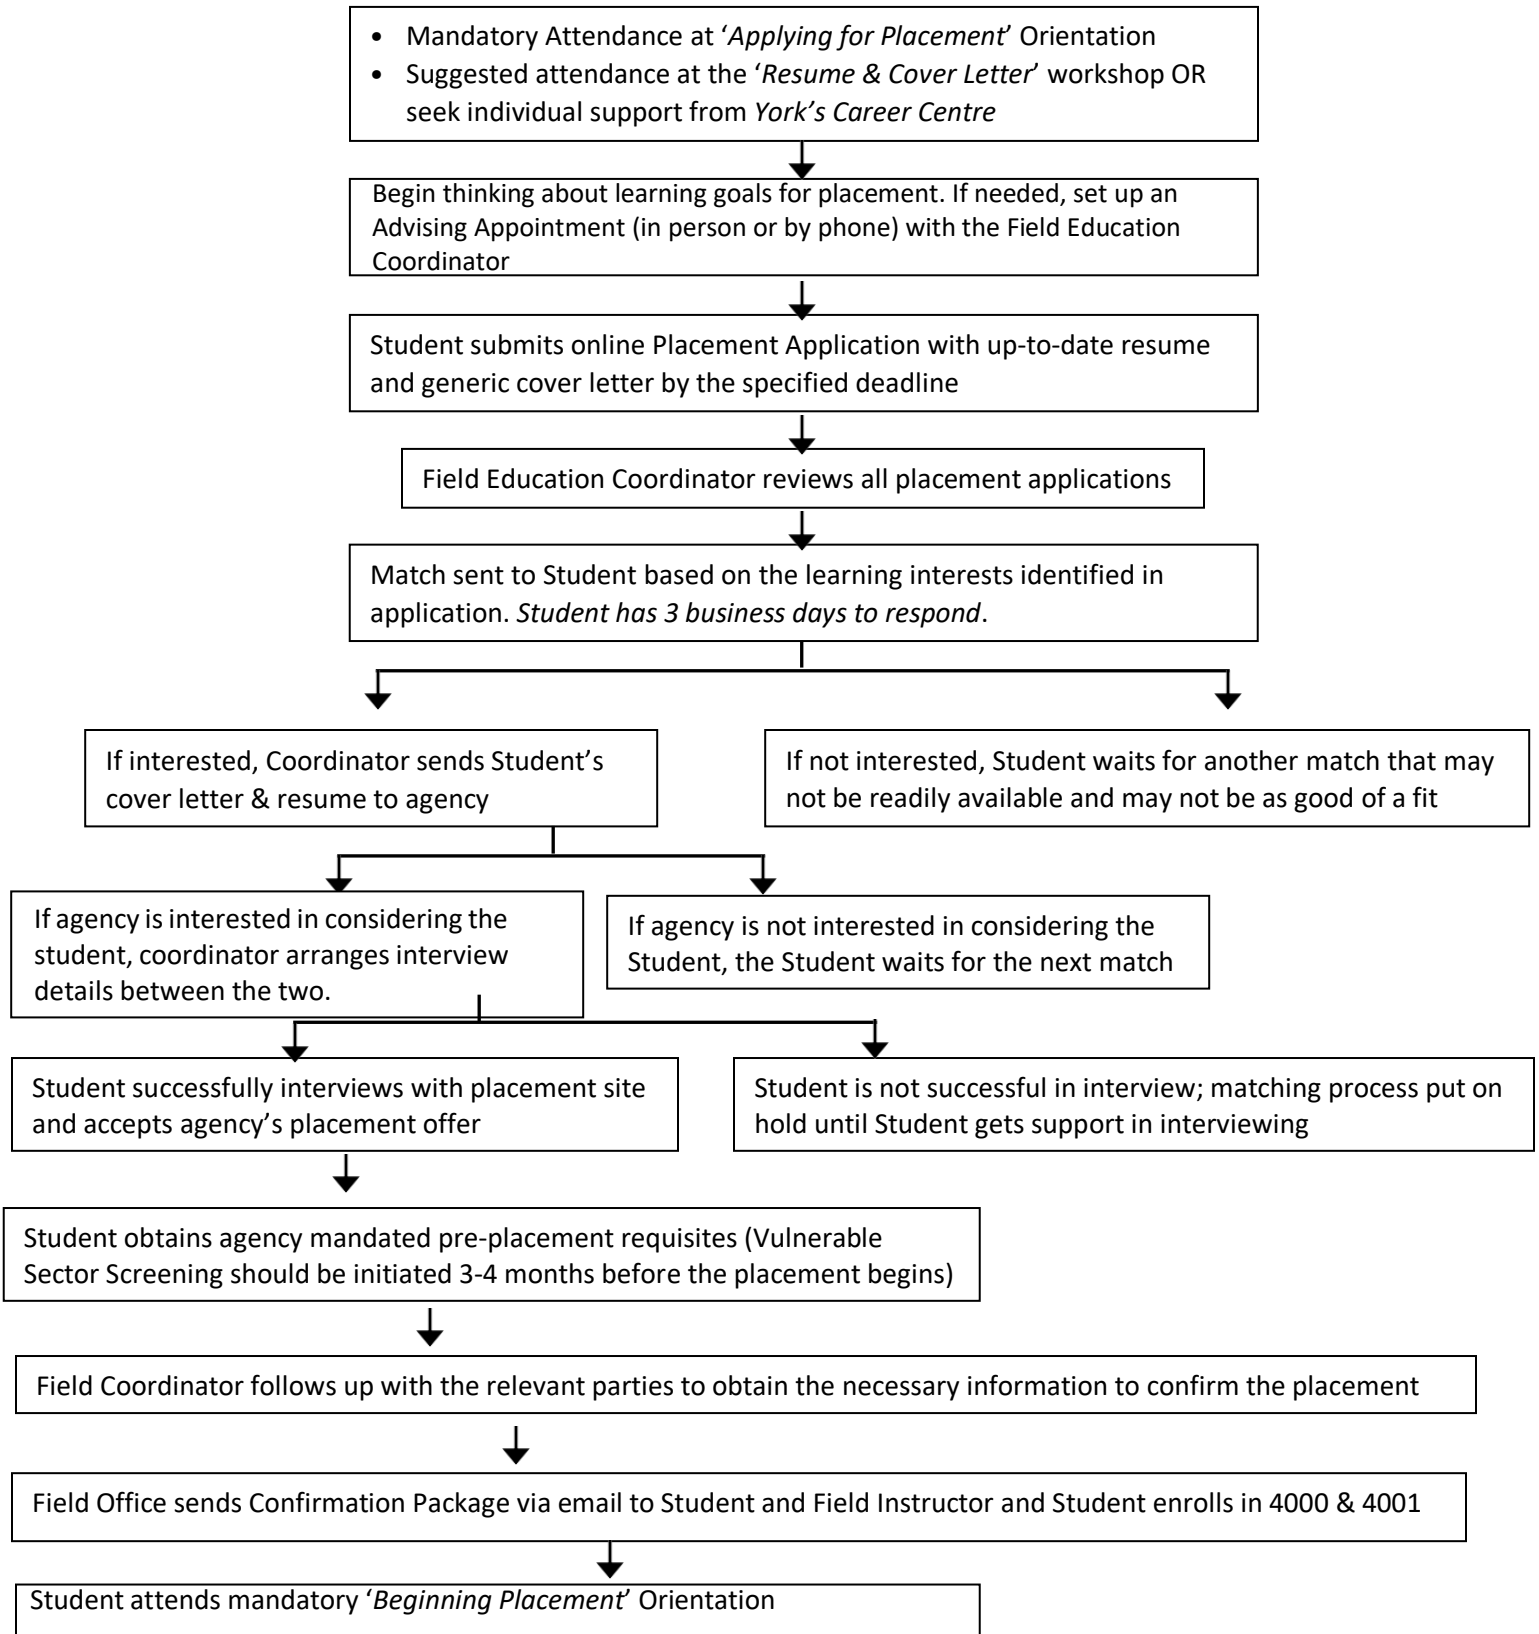 • Mandatory Attendance at ‘Applying for Placement’ Orientation
• Suggested attendance at the ‘Resume & Cover Letter’ workshop OR
seek individual support from York’s Career Centre
Begin thinking about learning goals for placement. If needed, set up an
Advising Appointment (in person or by phone) with the Field Education
Coordinator
Student submits online Placement Application with up-to-date resume
and generic cover letter by the specified deadline
Field Education Coordinator reviews all placement applications
Match sent to Student based on the learning interests identified in
application. Student has 3 business days to respond.
If interested, Coordinator sends Student’s
cover letter & resume to agency
If not interested, Student waits for another match that may
not be readily available and may not be as good of a fit
If agency is interested in considering the
student, coordinator arranges interview
details between the two.
If agency is not interested in considering the
Student, the Student waits for the next match
Student successfully interviews with placement site
and accepts agency’s placement offer
Student is not successful in interview; matching process put on
hold until Student gets support in interviewing
Student obtains agency mandated pre-placement requisites (Vulnerable
Sector Screening should be initiated 3-4 months before the placement begins)
Field Coordinator follows up with the relevant parties to obtain the necessary information to confirm the placement
Field Office sends Confirmation Package via email to Student and Field Instructor and Student enrolls in 4000 & 4001
Student attends mandatory ‘Beginning Placement’ Orientation